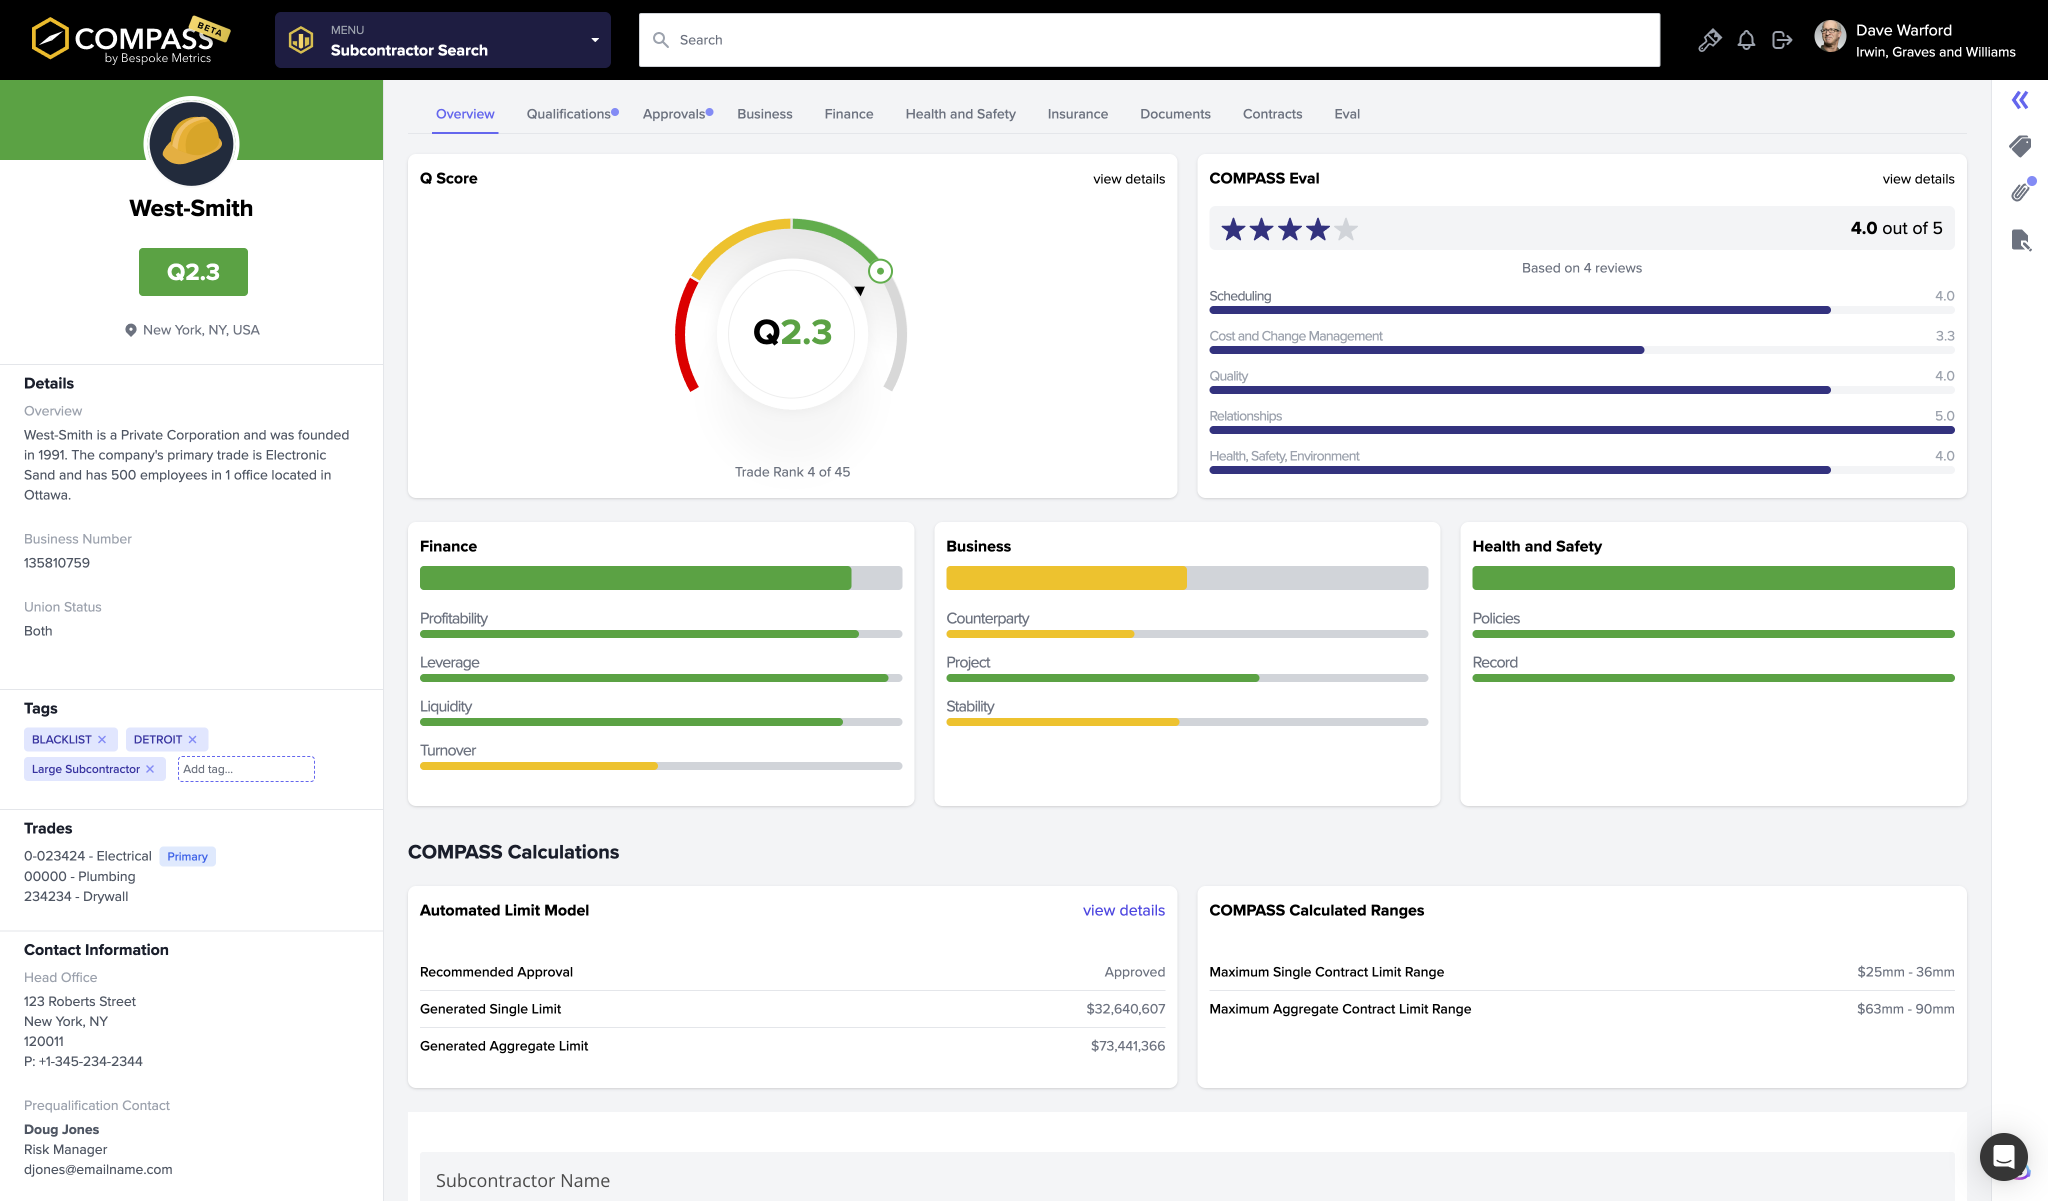 COMPASS
BETA
by Bespoke Metrics
MENU
Subcontractor Search
Search
Dave Warford
Irwin, Graves and Williams
West-Smith
Q2.3
New York, NY, USA
Details
Overview
West-Smith is a Private Corporation and was founded
in 1991. The company's primary trade is Electronic
Sand and has 500 employees in 1 office located in
Ottawa.
Business Number
135810759
Union Status
Both
Tags
BLACKLIST ×
DETROIT ×
Large Subcontractor ×
Add tag...
Trades
0-023424 - Electrical Primary
00000 - Plumbing
234234 - Drywall
Contact Information
Head Office
123 Roberts Street
New York, NY
120011
P: +1-345-234-2344
Prequalification Contact
Doug Jones
Risk Manager
djones@emailname.com
Overview Qualifications Approvals Business Finance Health and Safety Insurance Documents Contracts Eval
Q Score
view details
Q2.3
Trade Rank 4 of 45
COMPASS Eval
view details
4.0 out of 5
Based on 4 reviews
Scheduling 4.0
Cost and Change Management 3.3
Quality 4.0
Relationships 5.0
Health, Safety, Environment 4.0
Finance
Profitability
Leverage
Liquidity
Turnover
Business
Counterparty
Project
Stability
Health and Safety
Policies
Record
COMPASS Calculations
Automated Limit Model
view details
Recommended Approval Approved
Generated Single Limit $32,640,607
Generated Aggregate Limit $73,441,366
COMPASS Calculated Ranges
Maximum Single Contract Limit Range $25mm - 36mm
Maximum Aggregate Contract Limit Range $63mm - 90mm
Subcontractor Name